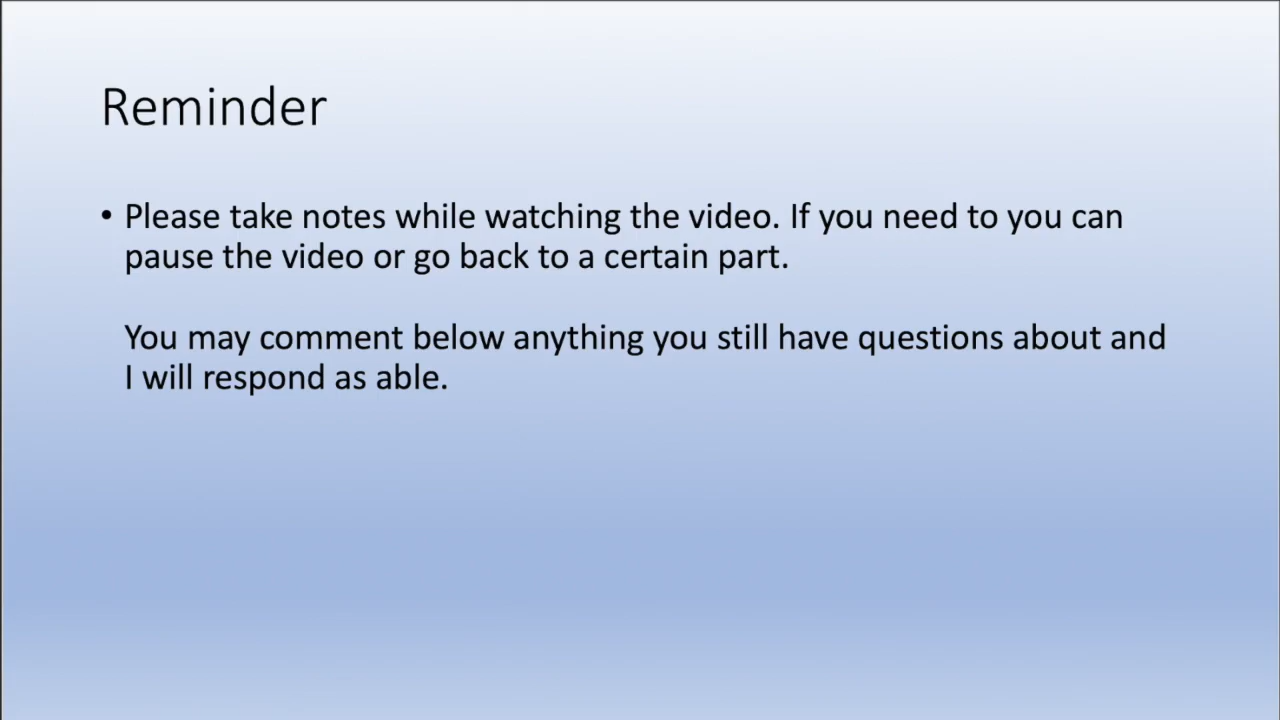 Reminder
• Please take notes while watching the video. If you need to you can
pause the video or go back to a certain part.
You may comment below anything you still have questions about and
I will respond as able.